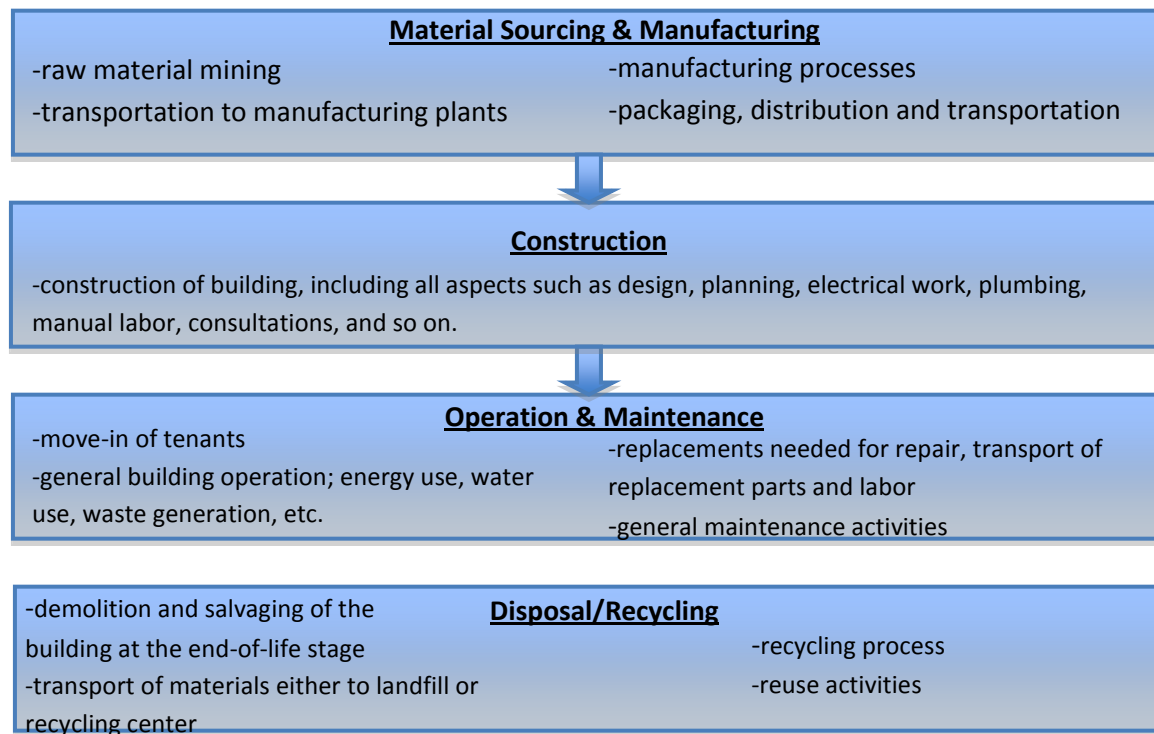 Material Sourcing & Manufacturing
-raw material mining
-transportation to manufacturing plants
-manufacturing processes
-packaging, distribution and transportation
Construction
-construction of building, including all aspects such as design, planning, electrical work, plumbing,
manual labor, consultations, and so on.
Operation & Maintenance
-move-in of tenants
-general building operation; energy use, water
use, waste generation, etc.
-replacements needed for repair, transport of
replacement parts and labor
-general maintenance activities
Disposal/Recycling
-demolition and salvaging of the
building at the end-of-life stage
-transport of materials either to landfill or
recycling center
-recycling process
-reuse activities